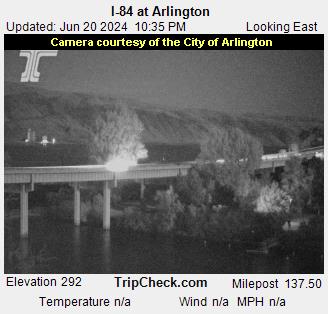 I-84 at Arlington
Updated: Jun 20 2024 10:35 PM Looking East
Camera courtesy of the City of Arlington
Elevation 292 TripCheck.com Milepost 137.50
Temperature n/a Wind n/a MPH n/a